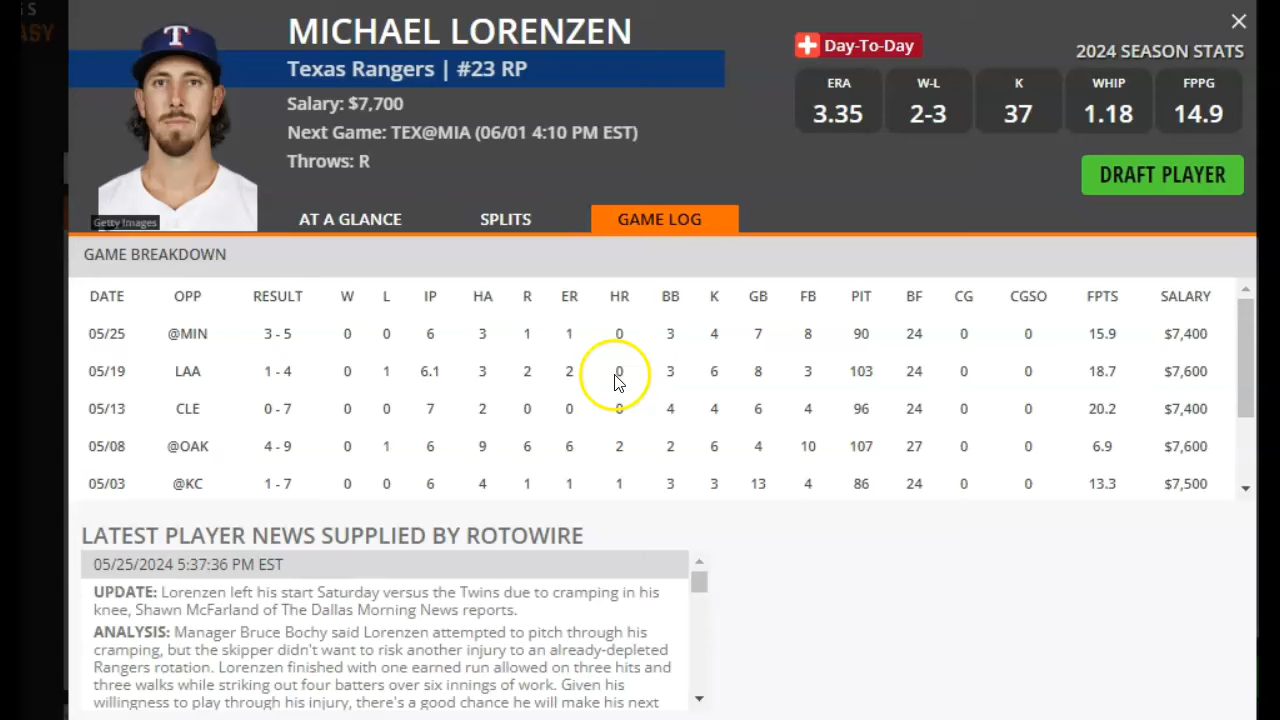 S
ASY
MICHAEL LORENZEN
Texas Rangers | #23 RP
Salary: $7,700
Next Game: TEX@MIA (06/01 4:10 PM EST)
Throws: R
T
Getty Images
Day-To-Day
2024 SEASON STATS
ERA W-L K WHIP FPPG
3.35 2-3 37 1.18 14.9
DRAFT PLAYER
AT A GLANCE SPLITS GAME LOG
GAME BREAKDOWN
DATE OPP RESULT W L IP HA R ER HR BB K GB FB PIT BF CG CGSO FPTS SALARY
05/25 @MIN 3 - 5 0 0 6 3 1 1 0 3 4 7 8 90 24 0 0 15.9 $7,400
05/19 LAA 1 - 4 0 1 6.1 3 2 2 0 3 6 8 3 103 24 0 0 18.7 $7,600
05/13 CLE 0 - 7 0 0 7 2 0 0 0 4 4 6 4 96 24 0 0 20.2 $7,400
05/08 @OAK 4 - 9 0 1 6 9 6 6 2 2 6 4 10 107 27 0 0 6.9 $7,600
05/03 @KC 1 - 7 0 0 6 4 1 1 1 3 3 13 4 86 24 0 0 13.3 $7,500
LATEST PLAYER NEWS SUPPLIED BY ROTOWIRE
05/25/2024 5:37:36 PM EST
UPDATE: Lorenzen left his start Saturday versus the Twins due to cramping in his
knee, Shawn McFarland of The Dallas Morning News reports.
ANALYSIS: Manager Bruce Bochy said Lorenzen attempted to pitch through his
cramping, but the skipper didn't want to risk another injury to an already-depleted
Rangers rotation. Lorenzen finished with one earned run allowed on three hits and
three walks while striking out four batters over six innings of work. Given his
willingness to play through his injury, there's a good chance he will make his next